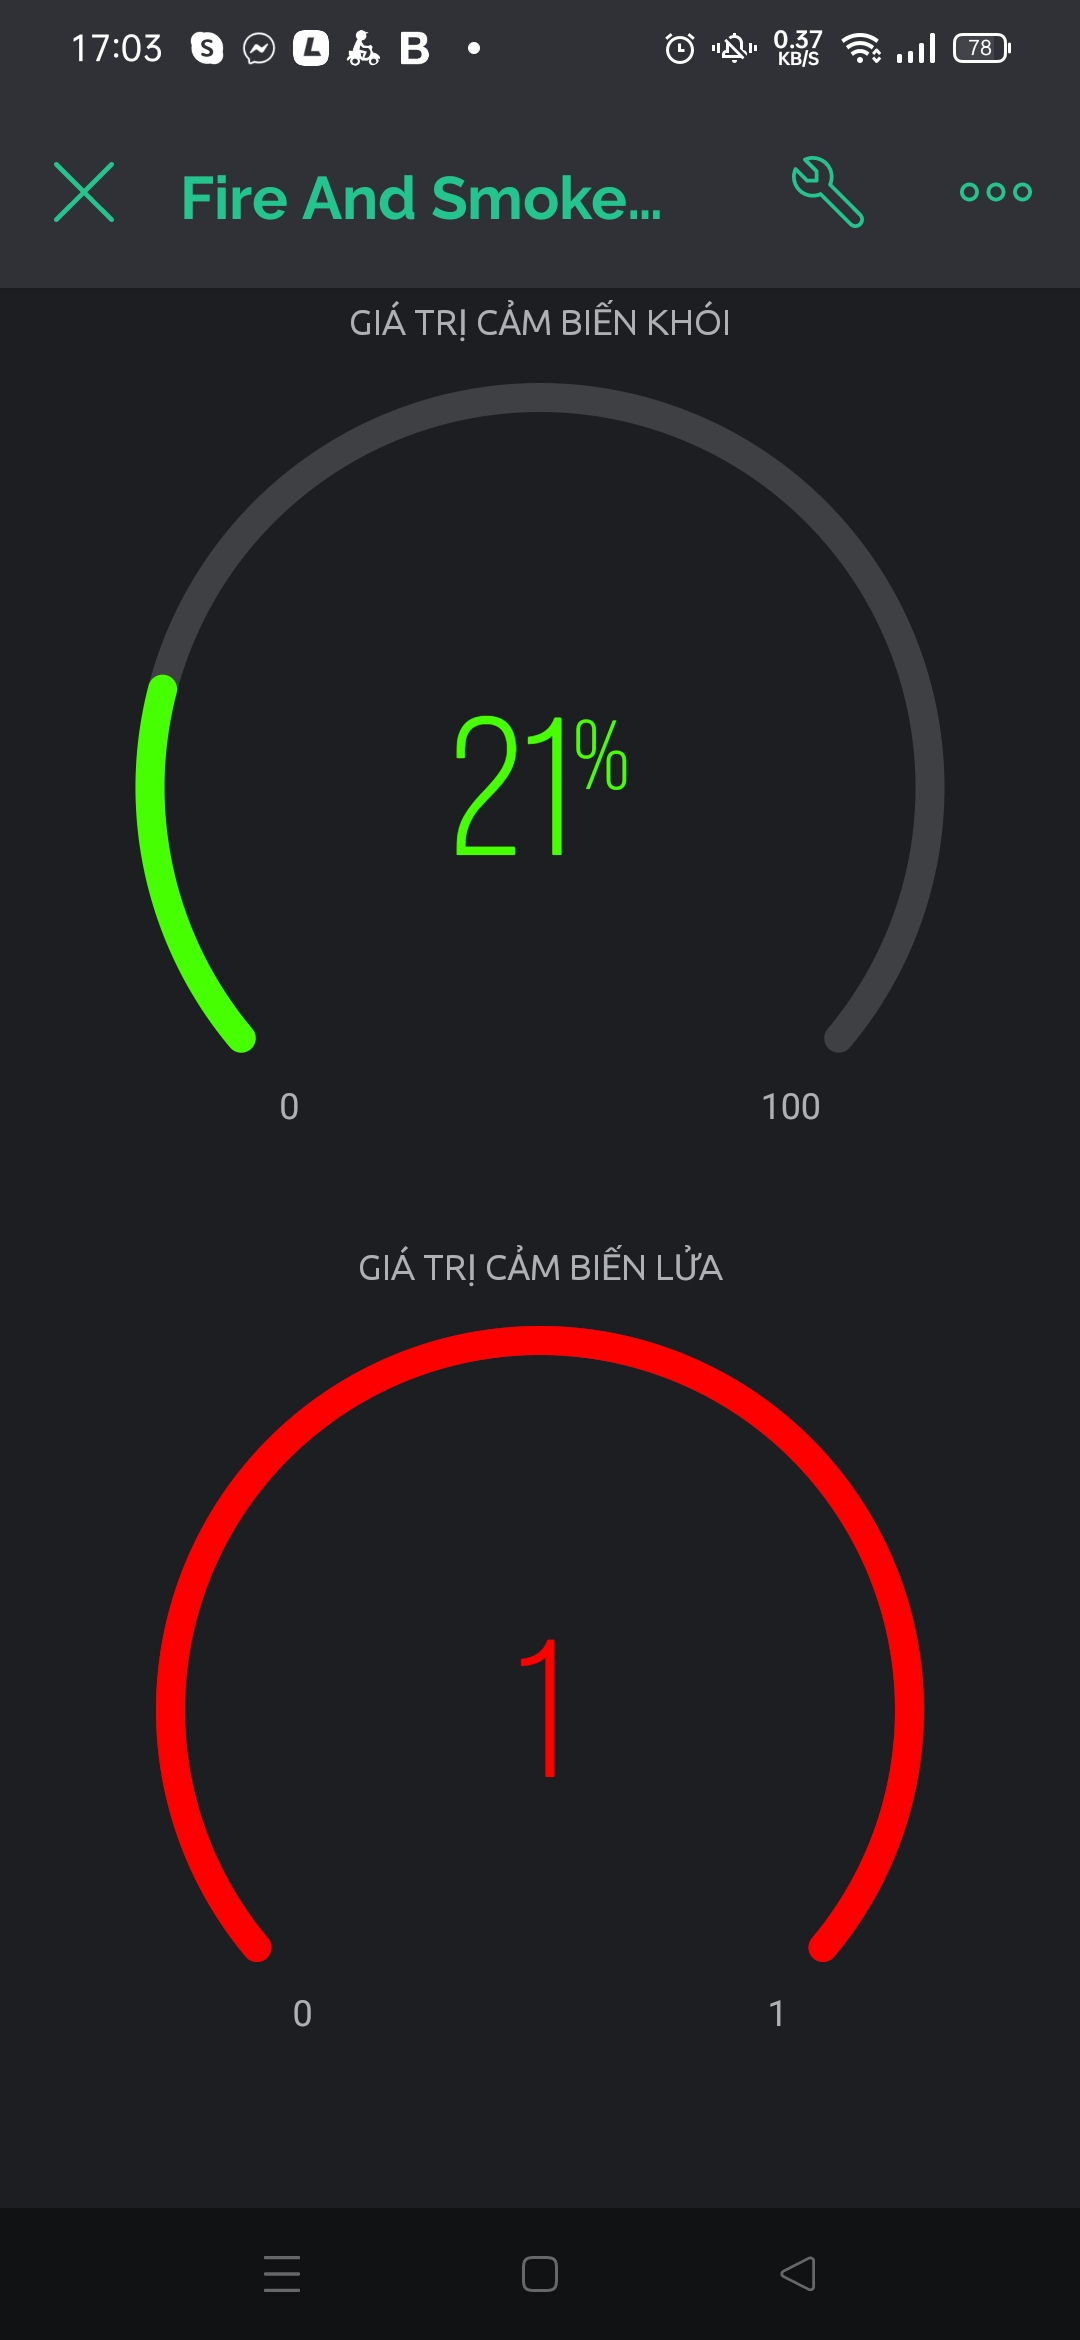 17:03 0.37 KB/S 78
Fire And Smoke...
GIÁ TRỊ CẢM BIẾN KHÓI
21%
0 100
GIÁ TRỊ CẢM BIẾN LỬA
1
0 1